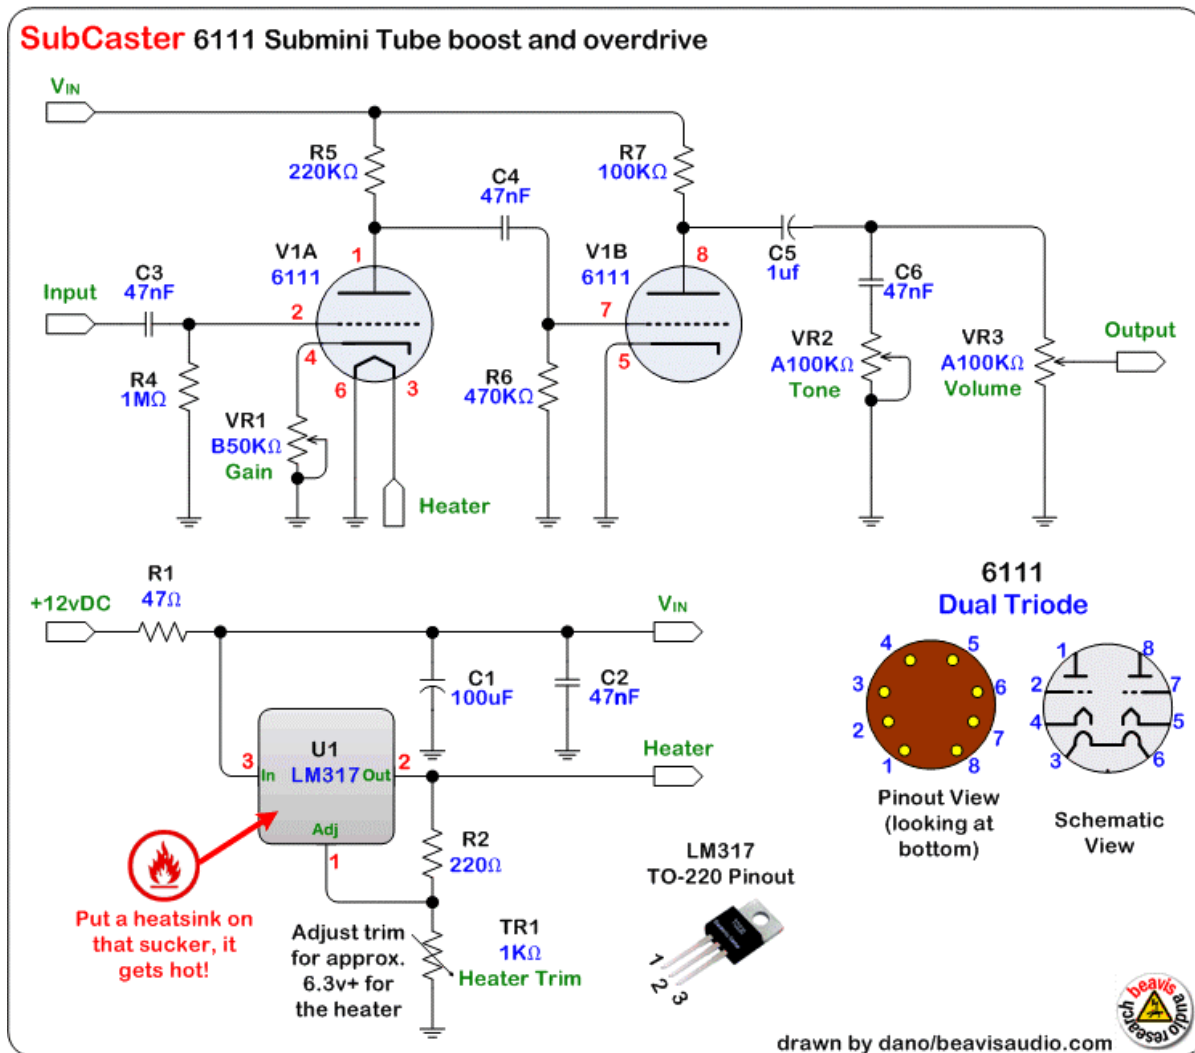 SubCaster 6111 Submini Tube boost and overdrive
VIN
R5
220KΩ
C4
47nF
R7
100KΩ
V1A
6111
1
V1B
6111
8
C5
1uf
C6
47nF
C3
47nF
Input
2
4
6
3
7
5
R4
1MΩ
VR1
B50KΩ
Gain
R6
470KΩ
VR2
A100KΩ
Tone
VR3
A100KΩ
Volume
Output
Heater
R1
47Ω
+12vDC
VIN
C1
100uF
C2
47nF
U1
LM317
3
In
Out
2
Adj
1
Heater
R2
220Ω
TR1
1KΩ
Heater Trim
Adjust trim
for approx.
6.3v+ for
the heater
Put a heatsink on
that sucker, it
gets hot!
LM317
TO-220 Pinout
1
2
3
6111
Dual Triode
4
5
3
6
2
7
1
8
Pinout View
(looking at
bottom)
1
8
2
7
4
5
3
6
Schematic
View
beavis audio research
drawn by dano/beavisaudio.com